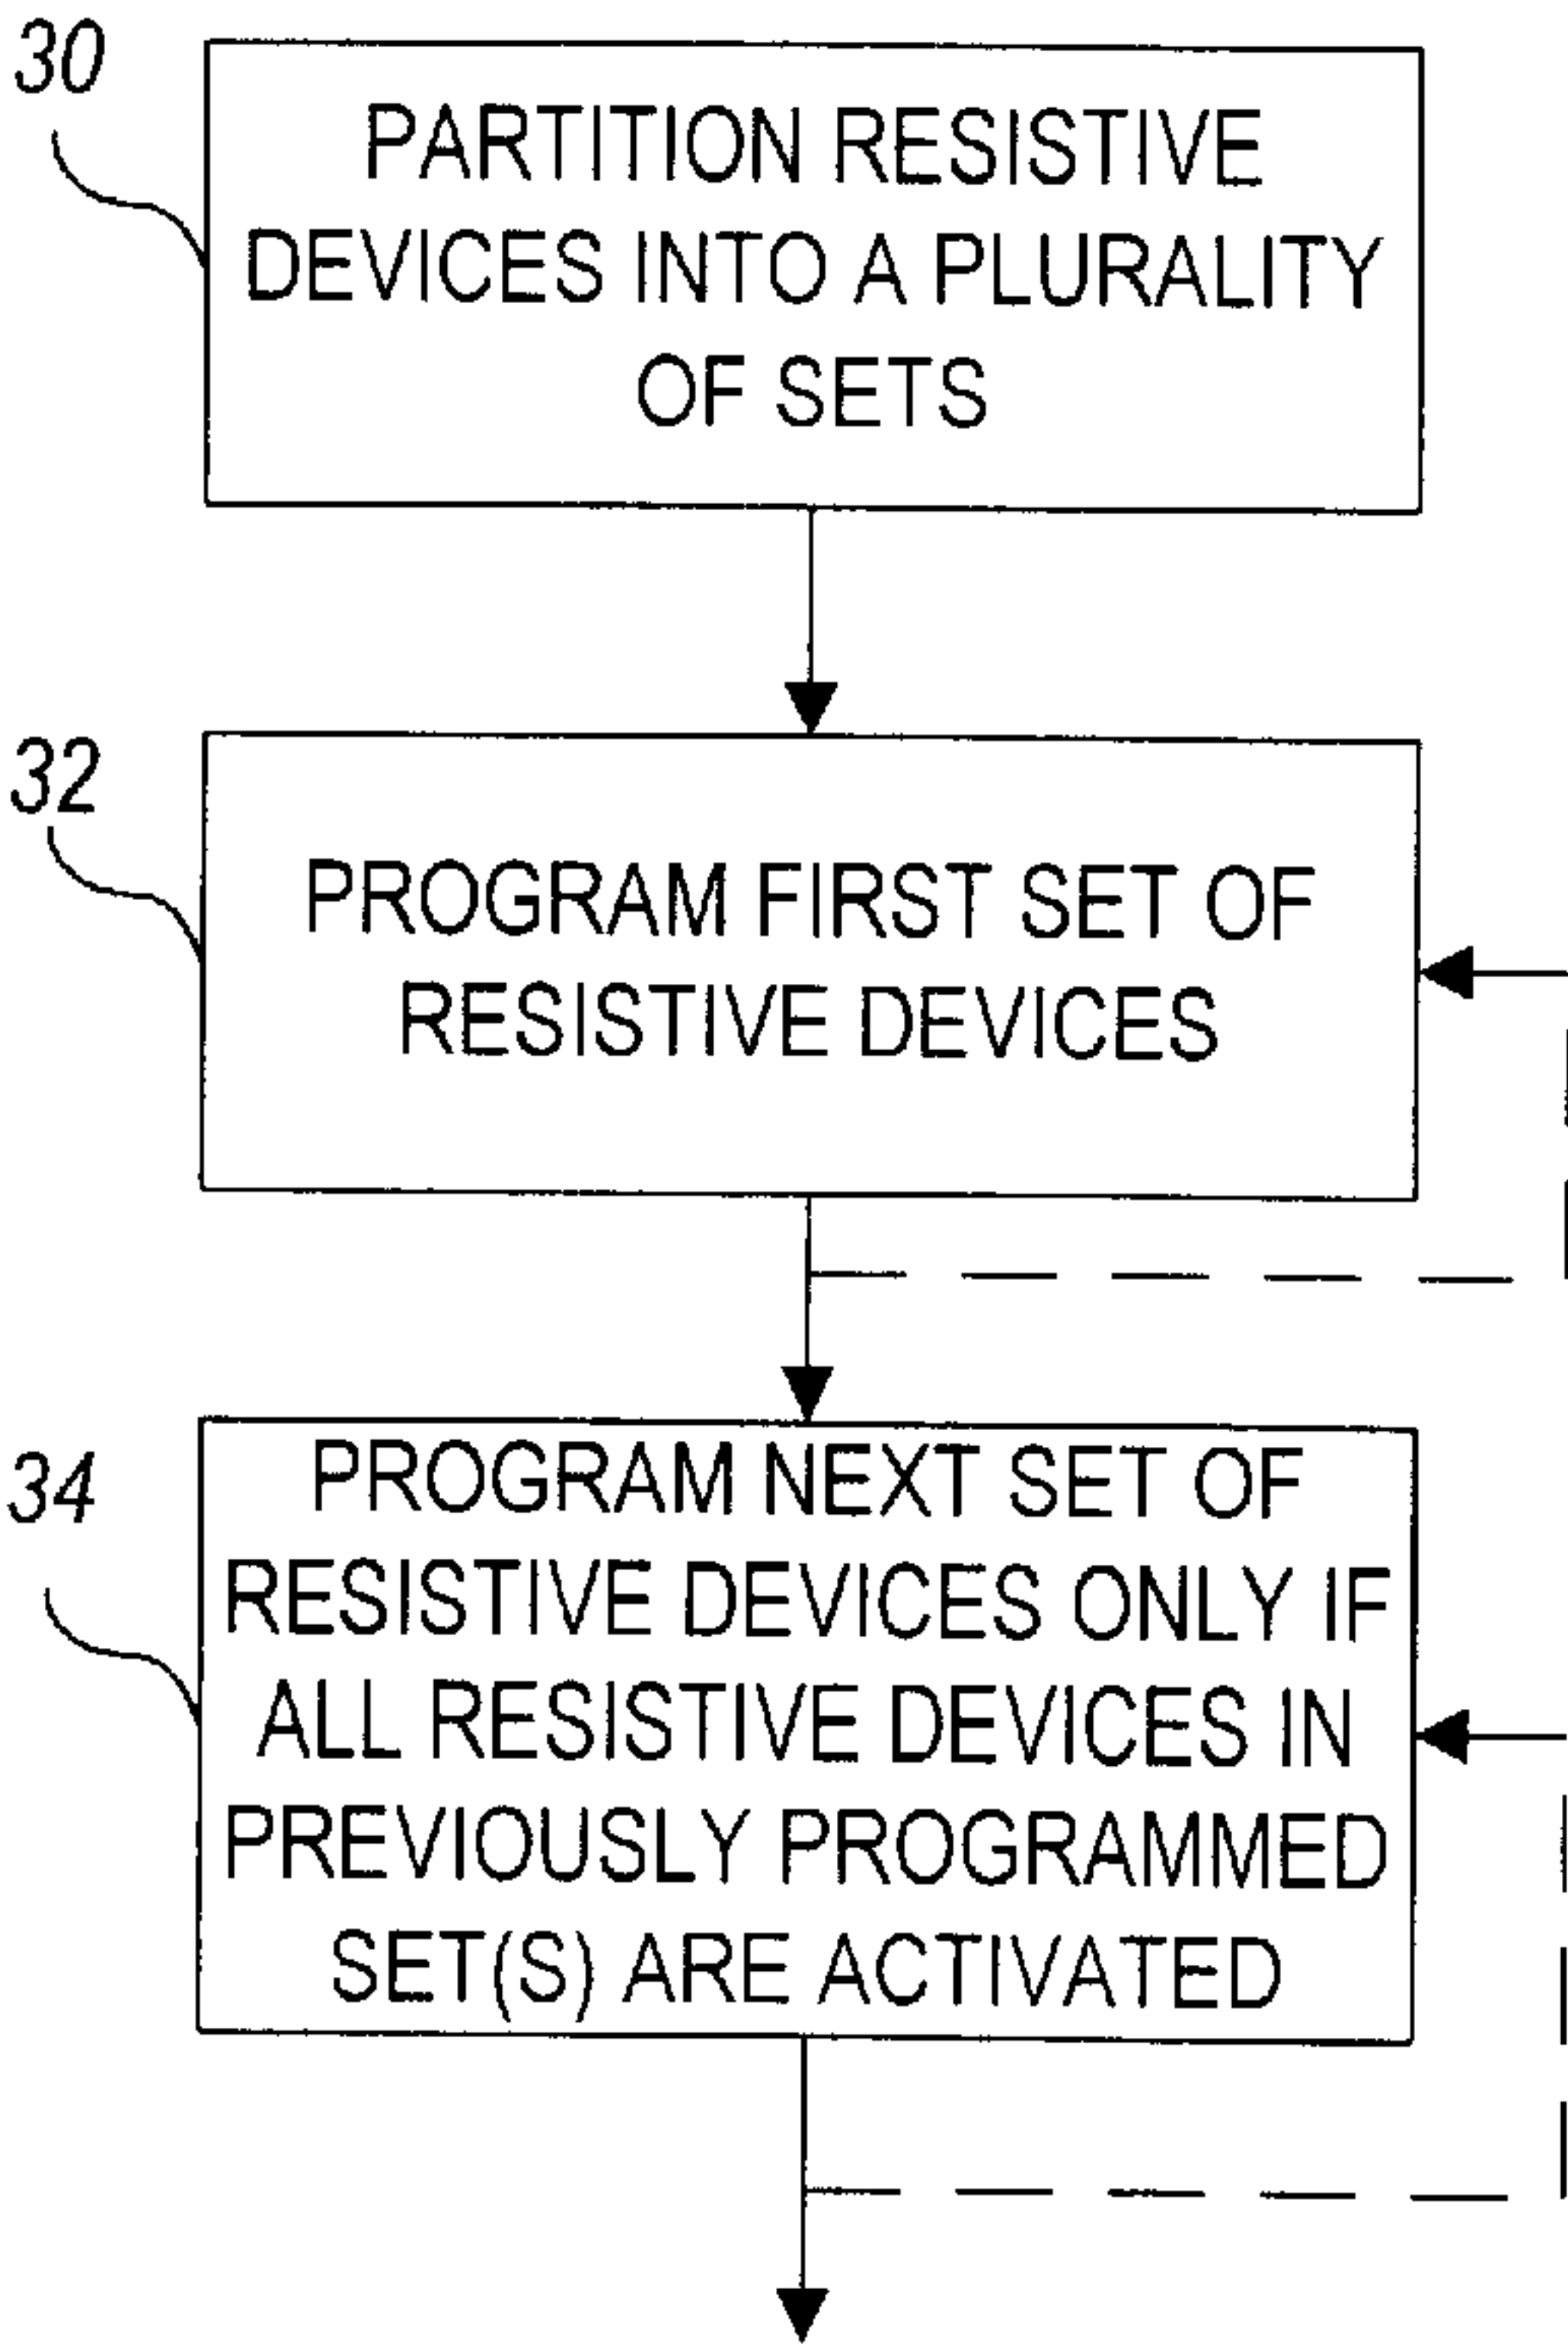 30
PARTITION RESISTIVE
DEVICES INTO A PLURALITY
OF SETS
32
PROGRAM FIRST SET OF
RESISTIVE DEVICES
34
PROGRAM NEXT SET OF
RESISTIVE DEVICES ONLY IF
ALL RESISTIVE DEVICES IN
PREVIOUSLY PROGRAMMED
SET(S) ARE ACTIVATED